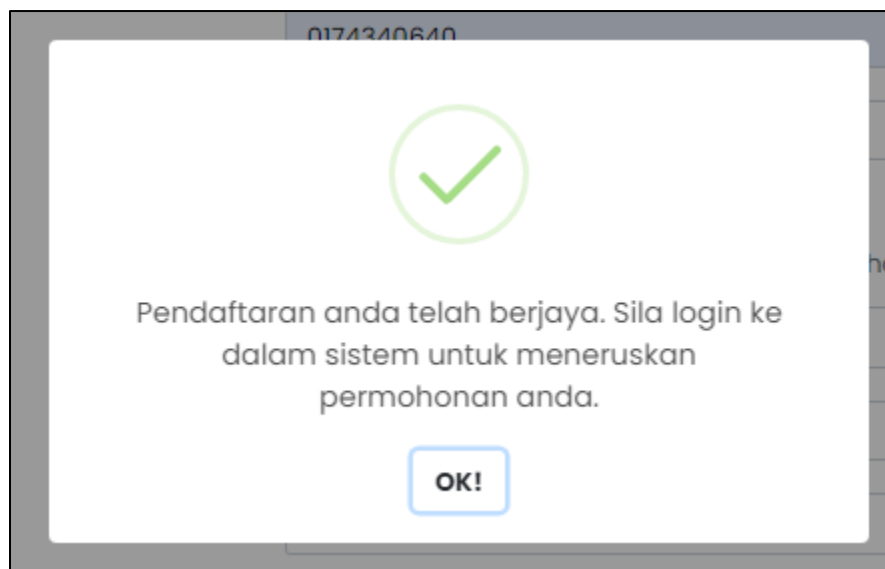 0174340640
Pendaftaran anda telah berjaya. Sila login ke
dalam sistem untuk meneruskan
permohonan anda.
OK!